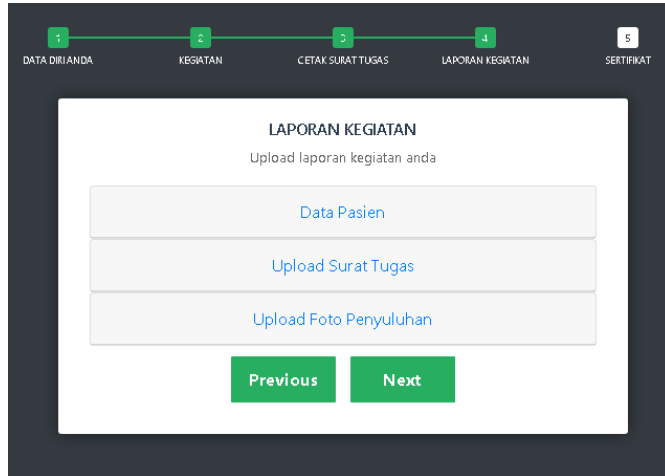 1 2 3 4 5
DATA DIRI ANDA KEGIATAN CETAK SURAT TUGAS LAPORAN KEGIATAN SERTIFIKAT
LAPORAN KEGIATAN
Upload laporan kegiatan anda
Data Pasien
Upload Surat Tugas
Upload Foto Penyuluhan
Previous Next